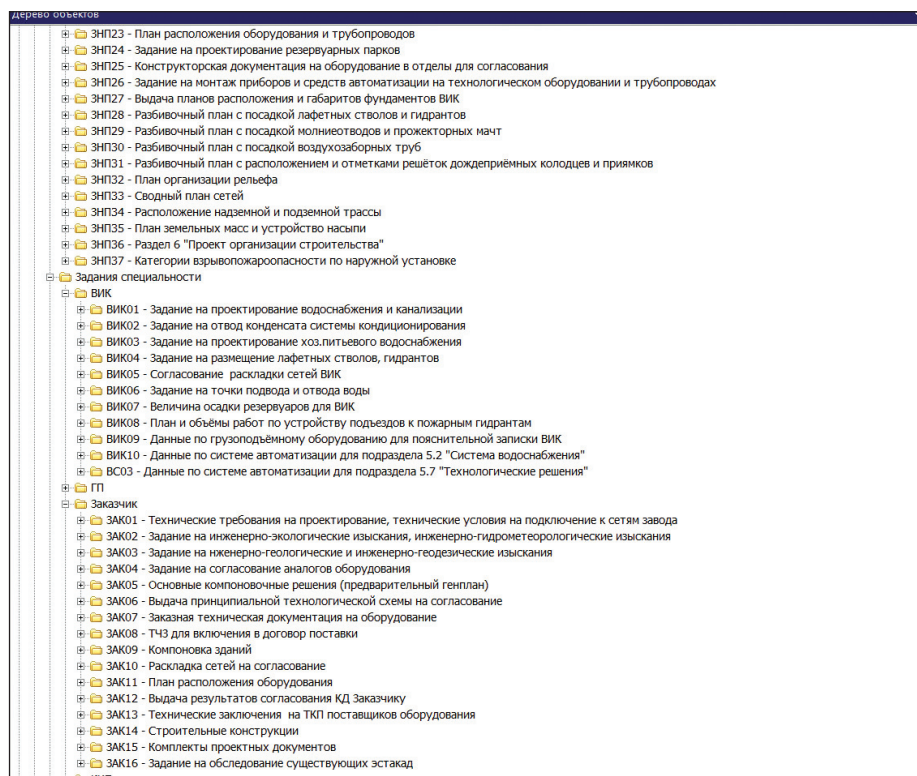 Дерево объектов
ЗНП23 - План расположения оборудования и трубопроводов
ЗНП24 - Задание на проектирование резервуарных парков
ЗНП25 - Конструкторская документация на оборудование в отделы для согласования
ЗНП26 - Задание на монтаж приборов и средств автоматизации на технологическом оборудовании и трубопроводах
ЗНП27 - Выдача планов расположения и габаритов фундаментов ВИК
ЗНП28 - Разбивочный план с посадкой лафетных стволов и гидрантов
ЗНП29 - Разбивочный план с посадкой молниеотводов и прожекторных мачт
ЗНП30 - Разбивочный план с посадкой воздухозаборных труб
ЗНП31 - Разбивочный план с расположением и отметками решёток дождеприёмных колодцев и приямков
ЗНП32 - План организации рельефа
ЗНП33 - Сводный план сетей
ЗНП34 - Расположение надземной и подземной трассы
ЗНП35 - План земельных масс и устройство насыпи
ЗНП36 - Раздел 6 "Проект организации строительства"
ЗНП37 - Категории взрывопожароопасности по наружной установке
Задания специальности
ВИК
ВИК01 - Задание на проектирование водоснабжения и канализации
ВИК02 - Задание на отвод конденсата системы кондиционирования
ВИК03 - Задание на проектирование хоз.питьевого водоснабжения
ВИК04 - Задание на размещение лафетных стволов, гидрантов
ВИК05 - Согласование раскладки сетей ВИК
ВИК06 - Задание на точки подвода и отвода воды
ВИК07 - Величина осадки резервуаров для ВИК
ВИК08 - План и объёмы работ по устройству подъездов к пожарным гидрантам
ВИК09 - Данные по грузоподъёмному оборудованию для пояснительной записки ВИК
ВИК10 - Данные по системе автоматизации для подраздела 5.2 "Система водоснабжения"
ВС03 - Данные по системе автоматизации для подраздела 5.7 "Технологические решения"
ГП
Заказчик
ЗАК01 - Технические требования на проектирование, технические условия на подключение к сетям завода
ЗАК02 - Задание на инженерно-экологические изыскания, инженерно-гидрометеорологические изыскания
ЗАК03 - Задание на нженерно-геологические и инженерно-геодезические изыскания
ЗАК04 - Задание на согласование аналогов оборудования
ЗАК05 - Основные компоновочные решения (предварительный генплан)
ЗАК06 - Выдача принципиальной технологической схемы на согласование
ЗАК07 - Заказная техническая документация на оборудование
ЗАК08 - ТЧЗ для включения в договор поставки
ЗАК09 - Компоновка зданий
ЗАК10 - Раскладка сетей на согласование
ЗАК11 - План расположения оборудования
ЗАК12 - Выдача результатов согласования КД Заказчику
ЗАК13 - Технические заключения на ТКП поставщиков оборудования
ЗАК14 - Строительные конструкции
ЗАК15 - Комплекты проектных документов
ЗАК16 - Задание на обследование существующих эстакад